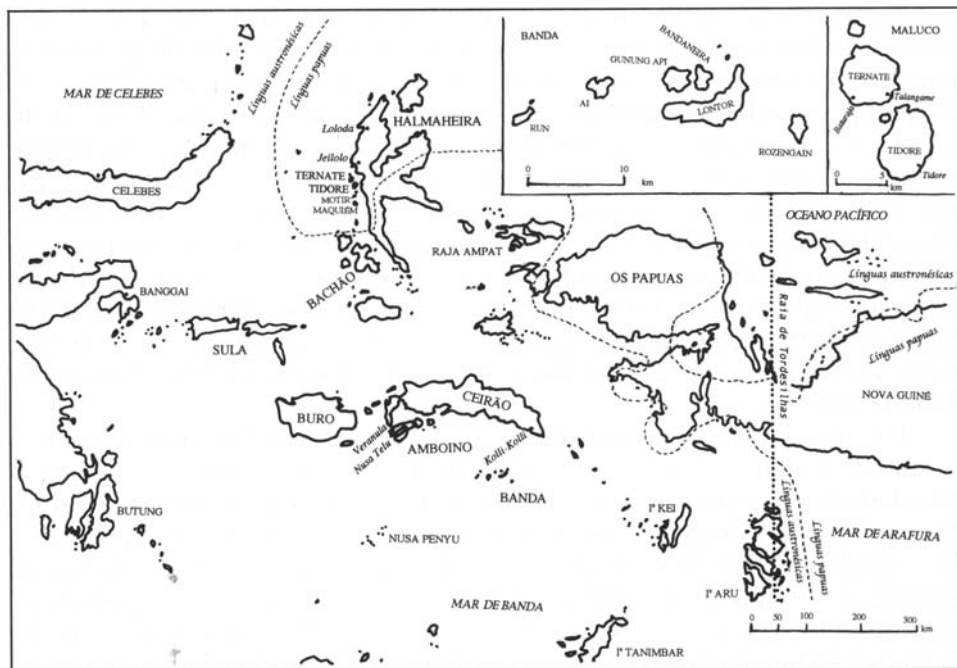 MAR DE CELEBES
Línguas austronésicas
Línguas papuas
Loloda
HALMAHEIRA
Jeilolo
TERNATE
TIDORE
MOTIR
MAQUIÉM
CELEBES
BACHÃO
BANGGAI
SULA
RAJA AMPAT
OS PAPUAS
BANDA
GUNUNG API
BANDANEIRA
AI
LONTOR
RUN
ROZENGAIN
0
10
km
MALUCO
TERNATE
Talangame
TIDORE
Tidore
0
5
km
OCEANO PACÍFICO
Línguas austronésicas
Línguas papuas
Raia de Tordesilhas
NOVA GUINÉ
BURO
CEIRÃO
Veranula
Nusa Telu
AMBOINO
Kolli-Kolli
BANDA
BUTUNG
NUSA PENYU
Iª KEI
Línguas austronésicas
Línguas papuas
MAR DE ARAFURA
Iª ARU
MAR DE BANDA
Iª TANIMBAR
0
50
100
200
300
km